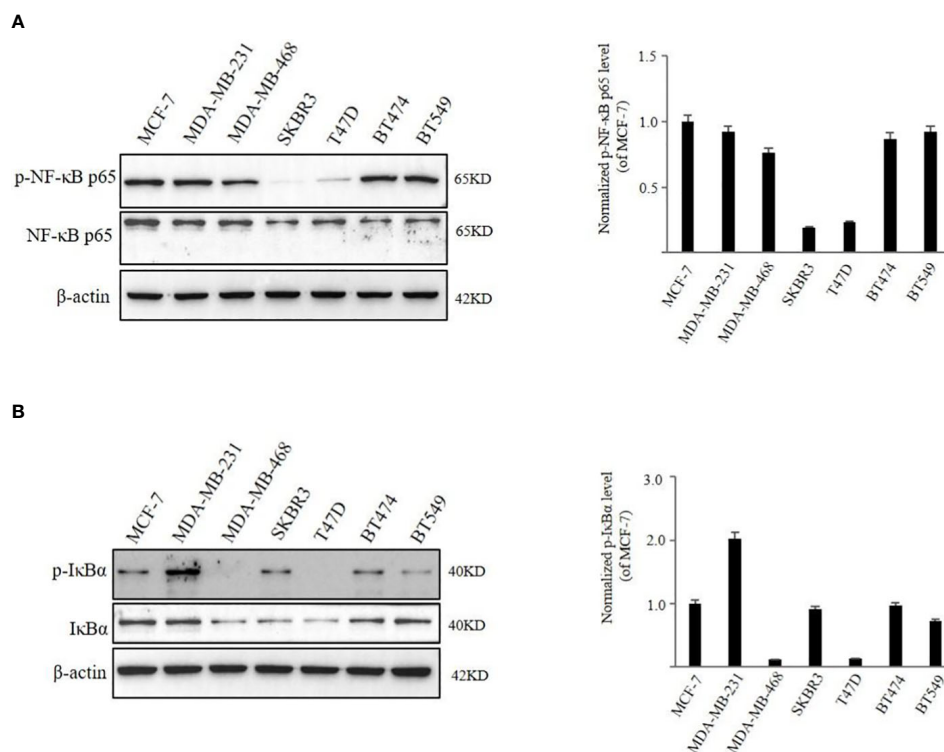 A
MCF-7
MDA-MB-231
MDA-MB-468
SKBR3
T47D
BT474
BT549
p-NF-κB p65
65KD
NF-κB p65
65KD
β-actin
42KD
Normalized p-NF-κB p65 level
(of MCF-7)
1.5
1.0
0.5
MCF-7
MDA-MB-231
MDA-MB-468
SKBR3
T47D
BT474
BT549
B
MCF-7
MDA-MB-231
MDA-MB-468
SKBR3
T47D
BT474
BT549
p-IκBα
40KD
IκBα
40KD
β-actin
42KD
Normalized p-IκBα level
(of MCF-7)
3.0
2.0
1.0
MCF-7
MDA-MB-231
MDA-MB-468
SKBR3
T47D
BT474
BT549